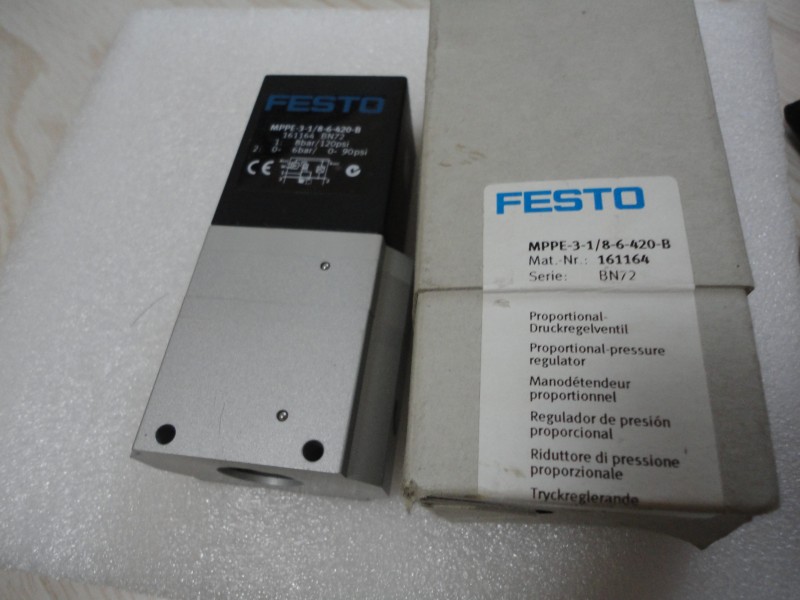 FESTO
MPPE-3-1/8-6-420-B
161164 BN72
1: 8bar/120psi
2: 0- 6bar/ 0- 90psi
CE
FESTO
MPPE-3-1/8-6-420-B
Mat.-Nr.: 161164
Serie: BN72
Proportional-
Druckregelventil
Proportional-pressure
regulator
Manodétendeur
proportionnel
Regulador de presión
proporcional
Riduttore di pressione
proporzionale
Tryckreglerande